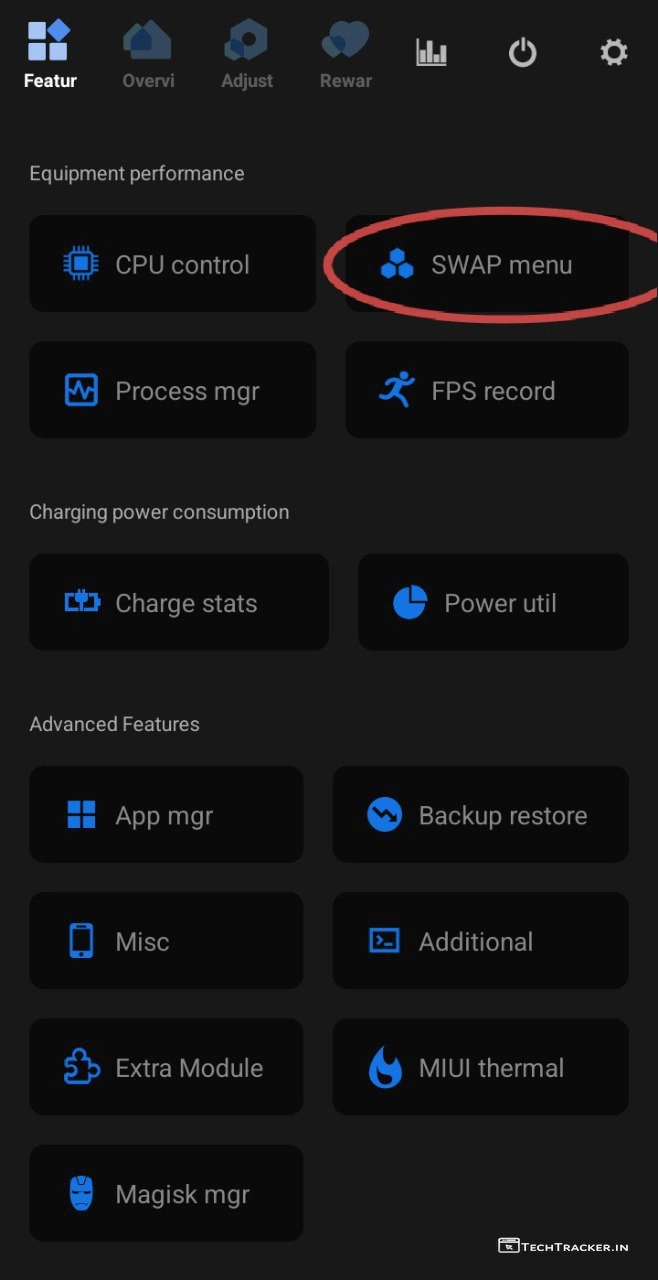 Featur
Overvi
Adjust
Rewar
Equipment performance
CPU control
SWAP menu
Process mgr
FPS record
Charging power consumption
Charge stats
Power util
Advanced Features
App mgr
Backup restore
Misc
Additional
Extra Module
MIUI thermal
Magisk mgr
TECHTRACKER.IN